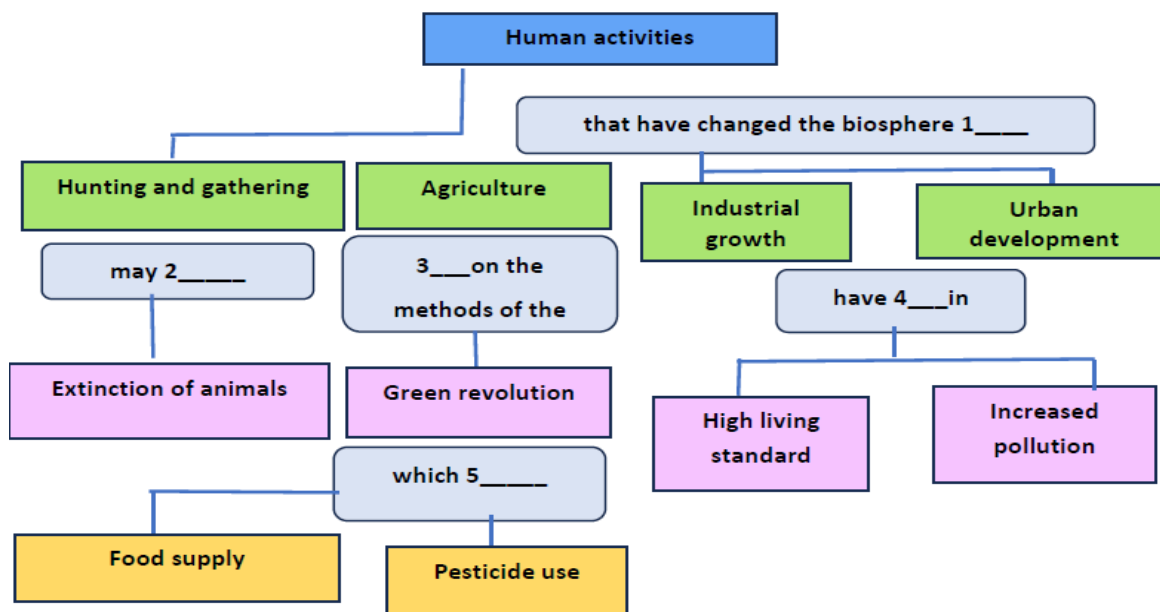 Human activities
that have changed the biosphere 1____
Hunting and gathering
Agriculture
Industrial
growth
Urban
development
may 2_____
3___on the
methods of the
have 4___in
Extinction of animals
Green revolution
High living
standard
Increased
pollution
which 5_____
Food supply
Pesticide use